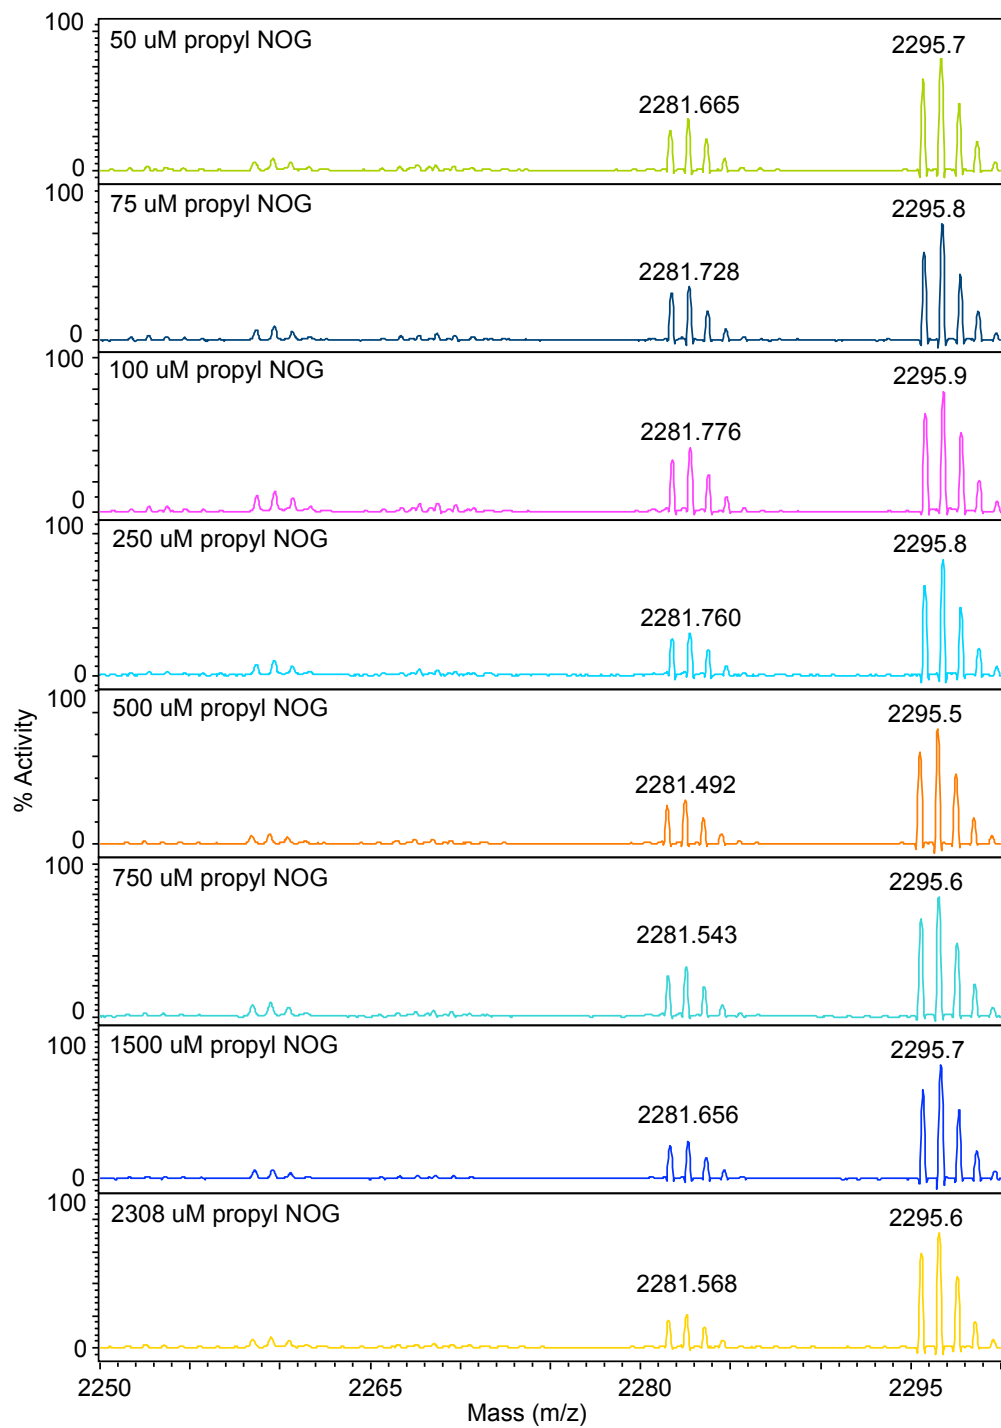 100
50 uM propyl NOG
2295.7
2281.665
0
100
75 uM propyl NOG
2295.8
2281.728
0
100
100 uM propyl NOG
2295.9
2281.776
0
100
250 uM propyl NOG
2295.8
2281.760
0
100
500 uM propyl NOG
2295.5
2281.492
0
% Activity
100
750 uM propyl NOG
2295.6
2281.543
0
100
1500 uM propyl NOG
2295.7
2281.656
0
100
2308 uM propyl NOG
2295.6
2281.568
0
2250 2265 2280 2295
Mass (m/z)